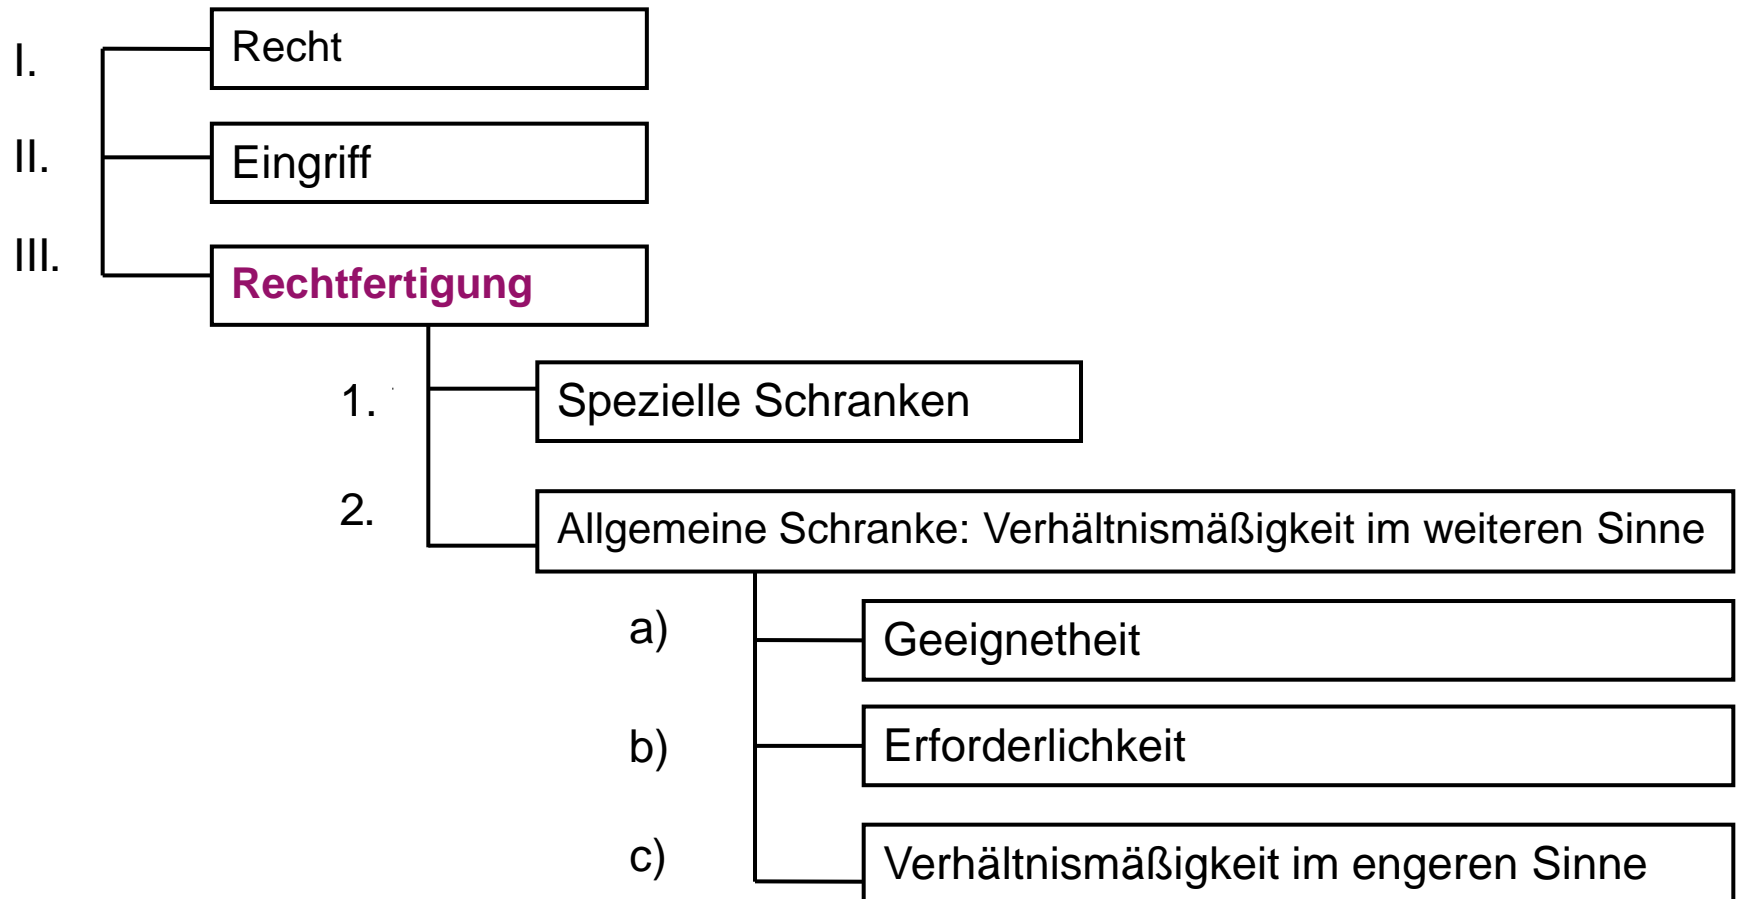 I. Recht
II. Eingriff
III. Rechtfertigung
1. Spezielle Schranken
2. Allgemeine Schranke: Verhältnismäßigkeit im weiteren Sinne
a) Geeignetheit
b) Erforderlichkeit
c) Verhältnismäßigkeit im engeren Sinne